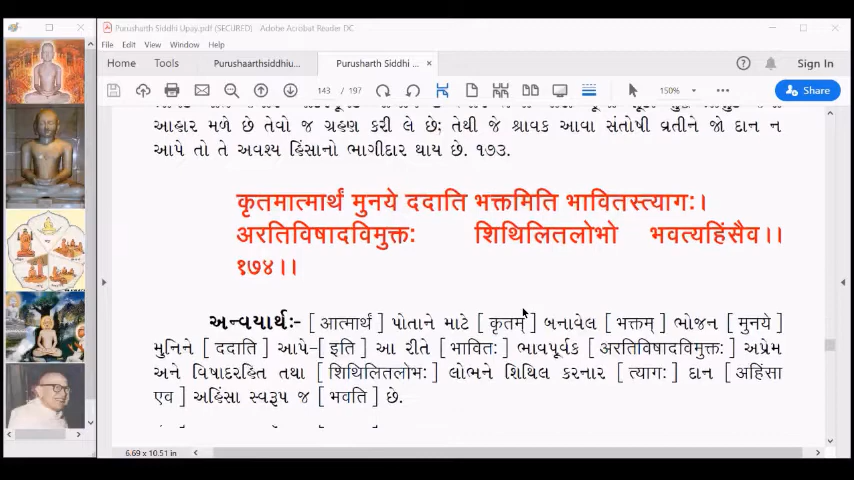 Purusharth Siddhi Upay.pdf (SECURED) - Adobe Acrobat Reader DC
File Edit View Window Help
Home Tools Purushaarthsiddhiu... Purusharth Siddhi ... × Sign In
143 / 197 150% Share
આહાર મળે છે તેવો જ ગ્રહણ કરી લે છે; તેથી જે શ્રાવક આવા સંતોષી વ્રતીને જો દાન ન
આપે તો તે અવશ્ય હિંસાનો ભાગીદાર થાય છે. ૧૭૩.
कृतमात्मार्थं मुनये ददाति भक्तमिति भावितस्त्यागः।
अरतिविषादविमुक्तः शिथिलितलोभो भवत्यहिंसैव।।
१७४।।
અન્વયાર્થઃ- [ आत्मार्थं ] પોતાને માટે [ कृतम् ] બનાવેલ [ भक्तम् ] ભોજન [ मुनये ]
મુનિને [ ददाति ] આપે-[ इति ] આ રીતે [ भावितः ] ભાવપૂર્વક [ अरतिविषादविमुक्तः ] અપ્રેમ
અને વિષાદરહિત તથા [ शिथिलितलोभः ] લોભને શિથિલ કરનાર [ त्यागः ] દાન [ अहिंसा
एव ] અહિંસા સ્વરૂપ જ [ भवति ] છે.
6.69 x 10.51 in